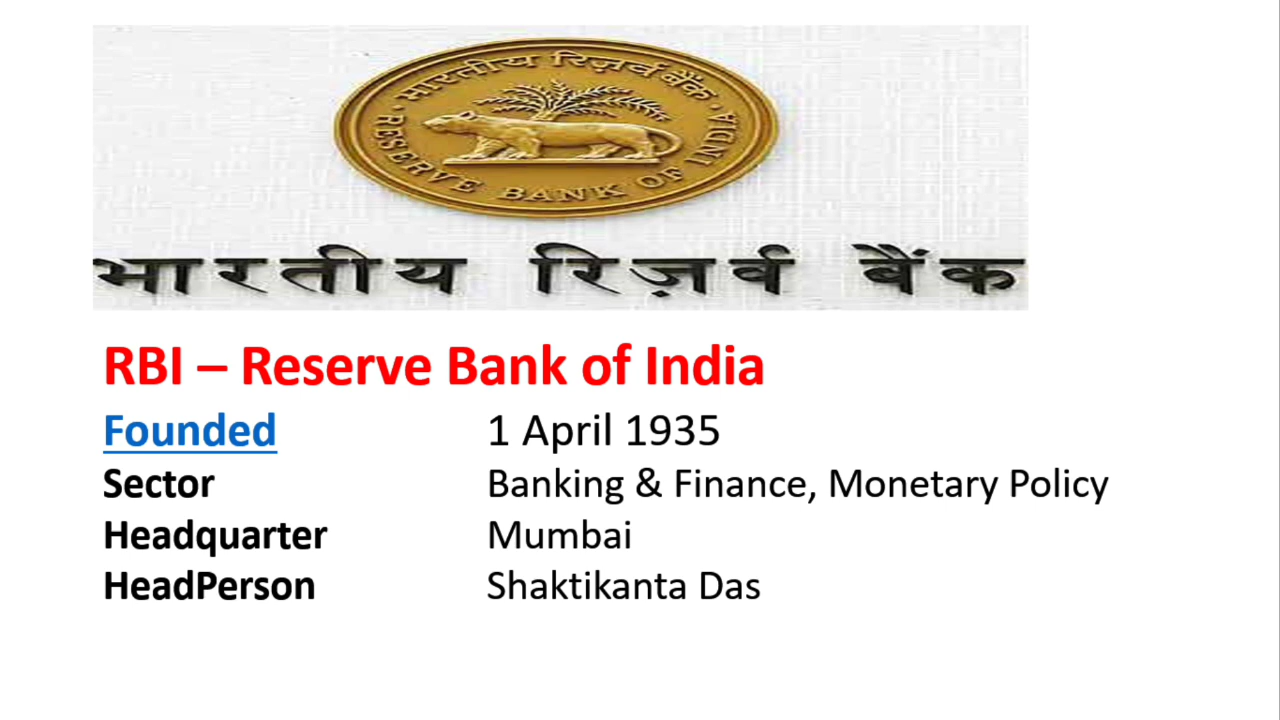 भारतीय रिज़र्व बैंक
RESERVE BANK OF INDIA
भारतीय रिज़र्व बैंक
RBI – Reserve Bank of India
Founded 1 April 1935
Sector Banking & Finance, Monetary Policy
Headquarter Mumbai
HeadPerson Shaktikanta Das